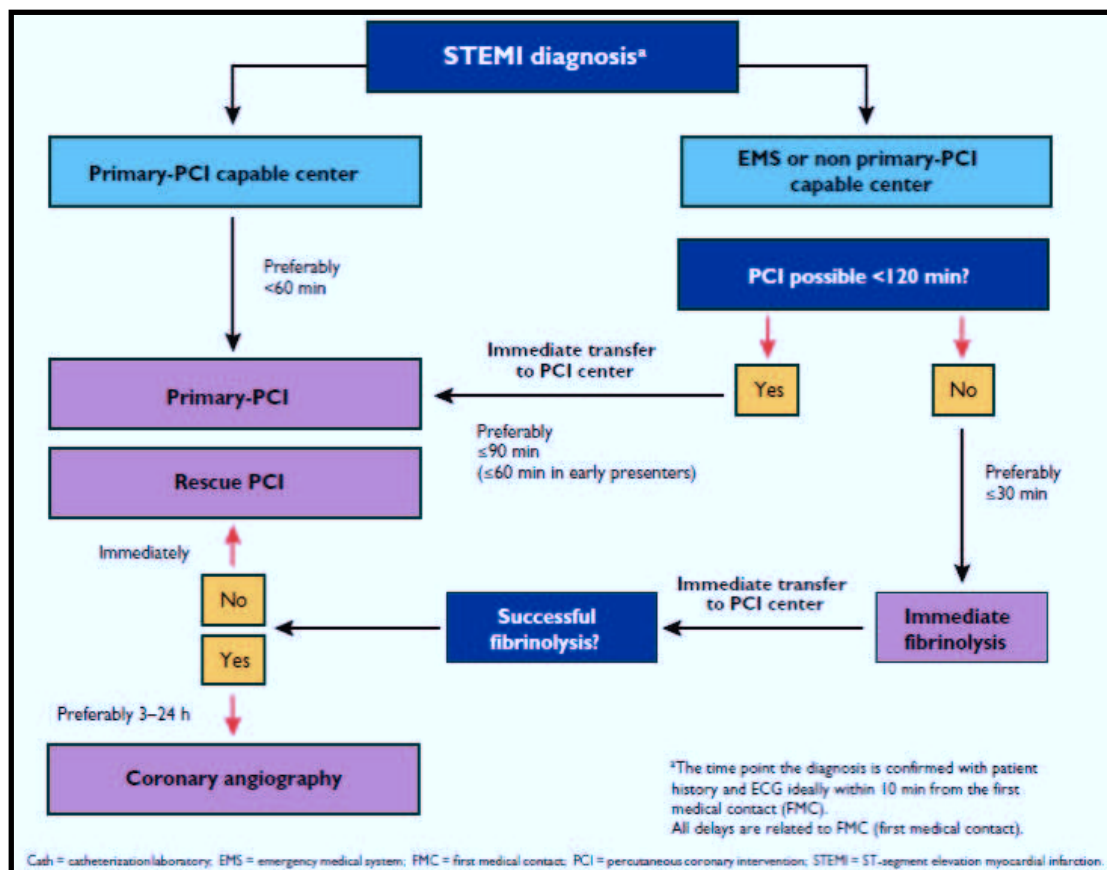 STEMI diagnosisᵃ
Primary-PCI capable center
EMS or non primary-PCI
capable center
Preferably
<60 min
PCI possible <120 min?
Immediate transfer
to PCI center
Yes
No
Primary-PCI
Preferably
≤90 min
(≤60 min in early presenters)
Preferably
≤30 min
Rescue PCI
Immediately
No
Yes
Successful
fibrinolysis?
Immediate transfer
to PCI center
Immediate
fibrinolysis
Preferably 3–24 h
Coronary angiography
ᵃThe time point the diagnosis is confirmed with patient
history and ECG ideally within 10 min from the first
medical contact (FMC).
All delays are related to FMC (first medical contact).
Cath = catheterization laboratory; EMS = emergency medical system; FMC = first medical contact; PCI = percutaneous coronary intervention; STEMI = ST-segment elevation myocardial infarction.